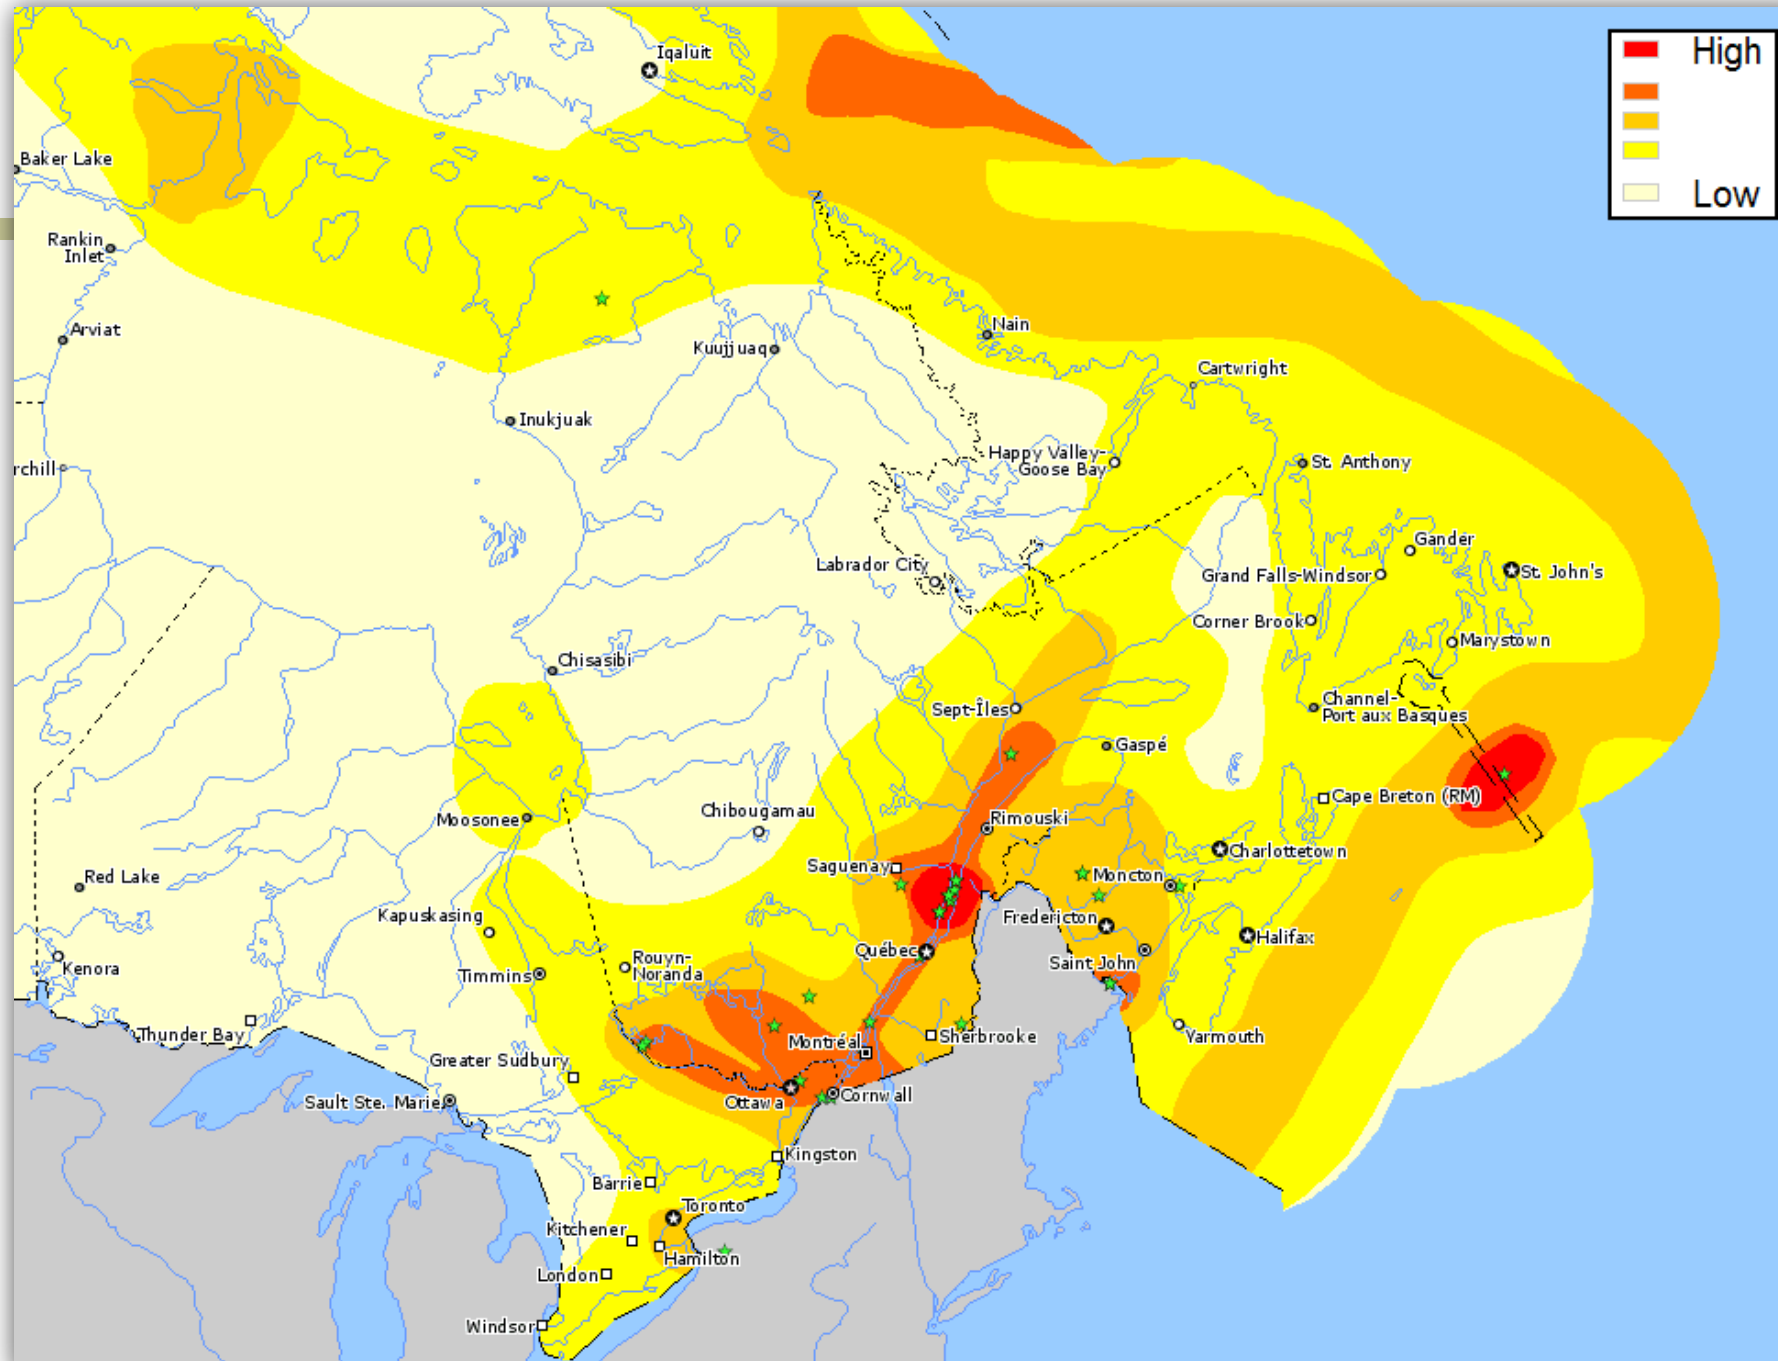 High
Low
Iqaluit
Baker Lake
Rankin
Inlet
Arviat
Nain
Kuujjuaq
Cartwright
Inukjuak
Happy Valley-
Goose Bay
rchill
St. Anthony
Gander
Labrador City
Grand Falls-Windsor
St. John's
Corner Brook
Marystown
Chisasibi
Sept-Îles
Channel-
Port aux Basques
Gaspé
Cape Breton (RM)
Chibougamau
Moosonee
Rimouski
Charlottetown
Saguenay
Moncton
Red Lake
Kapuskasing
Fredericton
Halifax
Québec
Saint John
Kenora
Rouyn-
Noranda
Timmins
Thunder Bay
Montréal
Sherbrooke
Yarmouth
Greater Sudbury
Sault Ste. Marie
Ottawa
Cornwall
Kingston
Barrie
Toronto
Kitchener
Hamilton
London
Windsor